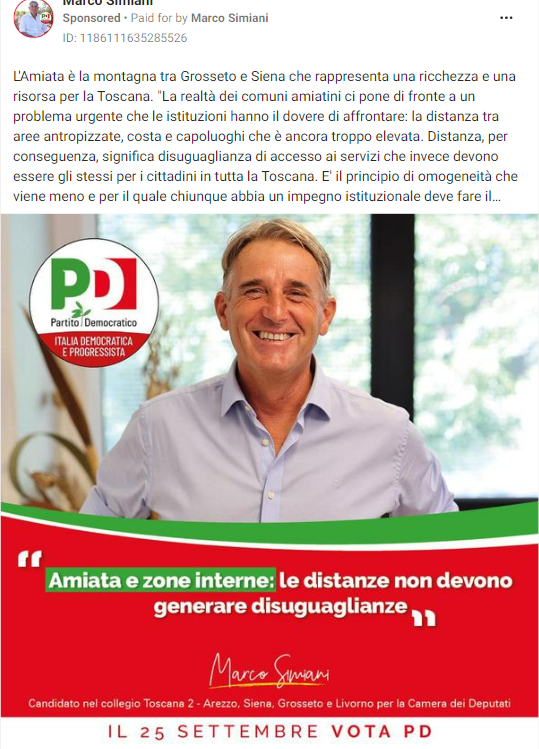 Marco Simiani
Sponsored • Paid for by Marco Simiani
ID: 1186111635285526
L'Amiata è la montagna tra Grosseto e Siena che rappresenta una ricchezza e una
risorsa per la Toscana. "La realtà dei comuni amiatini ci pone di fronte a un
problema urgente che le istituzioni hanno il dovere di affrontare: la distanza tra
aree antropizzate, costa e capoluoghi che è ancora troppo elevata. Distanza, per
conseguenza, significa disuguaglianza di accesso ai servizi che invece devono
essere gli stessi per i cittadini in tutta la Toscana. E' il principio di omogeneità che
viene meno e per il quale chiunque abbia un impegno istituzionale deve fare il...
PD
Partito Democratico
ITALIA DEMOCRATICA
E PROGRESSISTA
"Amiata e zone interne: le distanze non devono
generare disuguaglianze"
Marco Simiani
Candidato nel collegio Toscana 2 - Arezzo, Siena, Grosseto e Livorno per la Camera dei Deputati
IL 25 SETTEMBRE VOTA PD